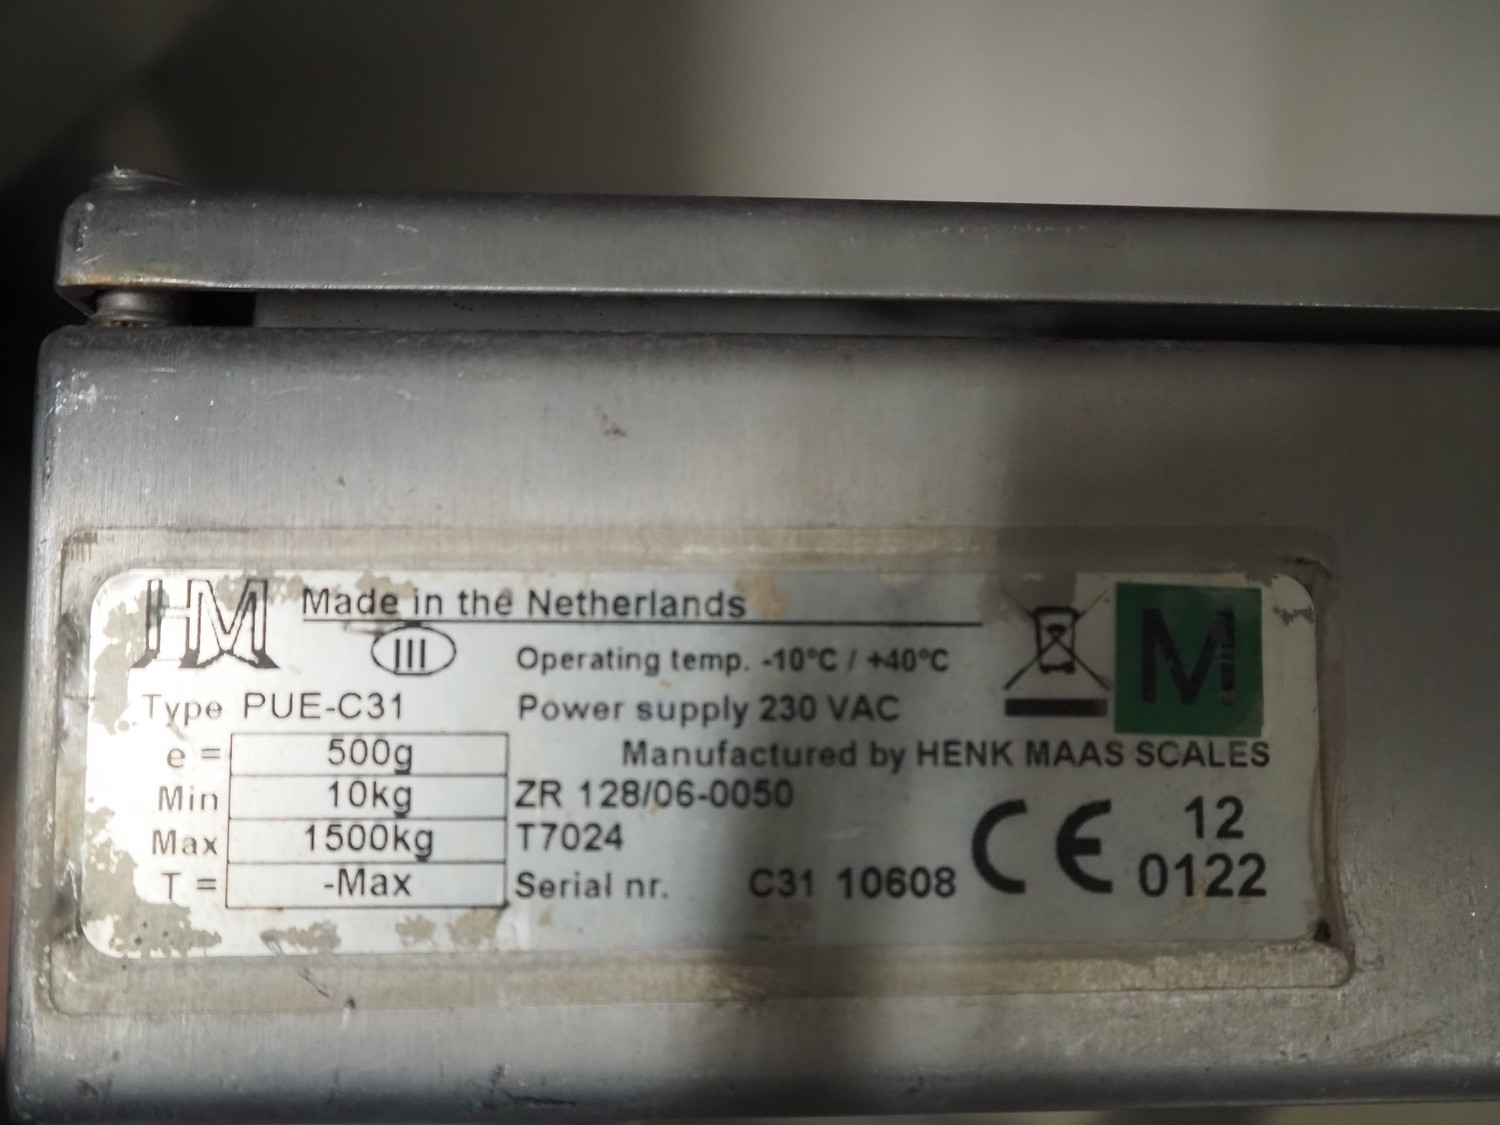 HM Made in the Netherlands
III Operating temp. -10°C / +40°C
M
Type PUE-C31 Power supply 230 VAC
e = 500g Manufactured by HENK MAAS SCALES
Min 10kg ZR 128/06-0050
Max 1500kg T7024
CE 12
T = -Max Serial nr. C31 10608
0122